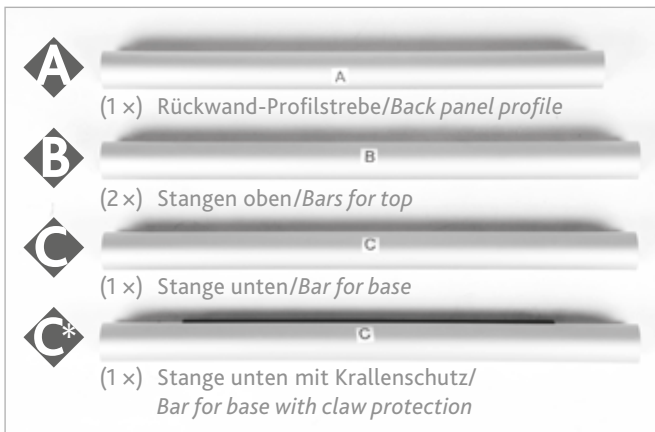 A
A
(1 ×) Rückwand-Profilstrebe/Back panel profile
B
B
(2 ×) Stangen oben/Bars for top
C
C
(1 ×) Stange unten/Bar for base
C*
C
(1 ×) Stange unten mit Krallenschutz/
Bar for base with claw protection